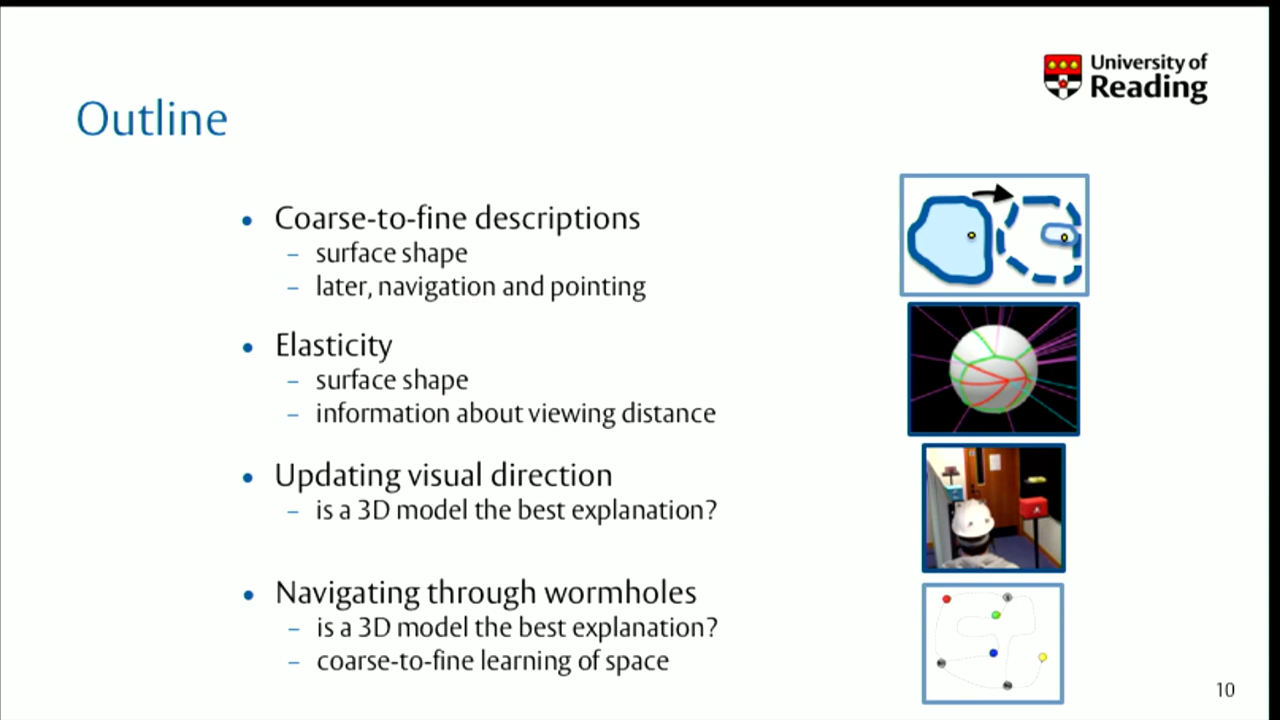 University of
Reading
Outline
• Coarse-to-fine descriptions
– surface shape
– later, navigation and pointing
• Elasticity
– surface shape
– information about viewing distance
• Updating visual direction
– is a 3D model the best explanation?
• Navigating through wormholes
– is a 3D model the best explanation?
– coarse-to-fine learning of space
10